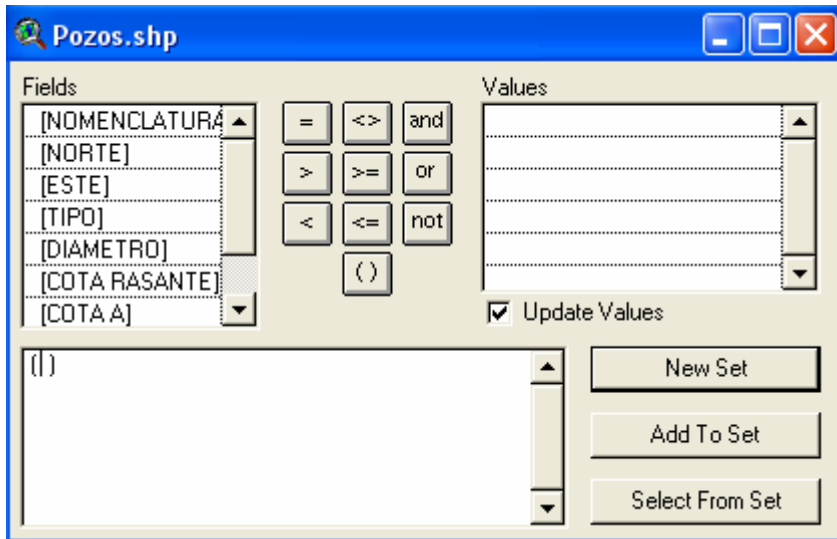 Pozos.shp
Fields
[NOMENCLATURA
[NORTE]
[ESTE]
[TIPO]
[DIAMETRO]
[COTA RASANTE]
[COTA A]
= <> and
> >= or
< <= not
( )
Values
Update Values
( )
New Set
Add To Set
Select From Set